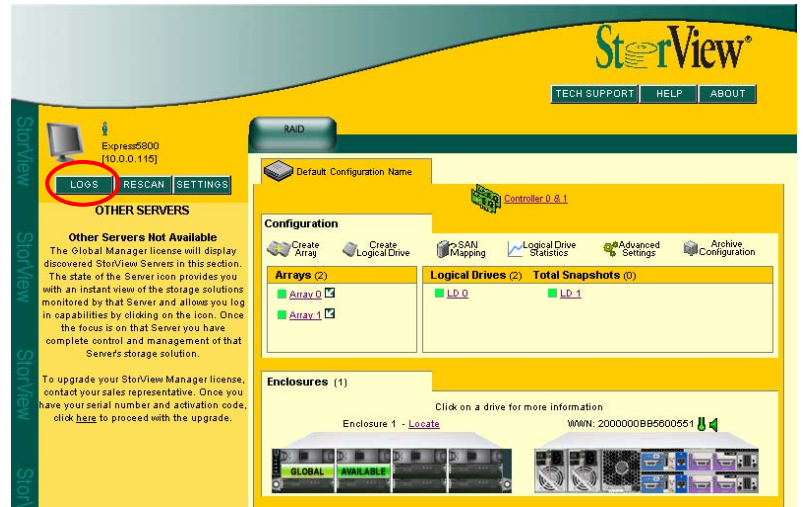 StorView®
TECH SUPPORT HELP ABOUT
StorView
StorView
StorView
Stor
Express5800
[10.0.0.115]
LOGS RESCAN SETTINGS
OTHER SERVERS
Other Servers Not Available
The Global Manager license will display
discovered StorView Servers in this section.
The state of the Server icon provides you
with an instant view of the storage solutions
monitored by that Server and allows you log
in capabilities by clicking on the icon. Once
the focus is on that Server you have
complete control and management of that
Server's storage solution.
To upgrade your StorView Manager license,
contact your sales representative. Once you
have your serial number and activation code,
click here to proceed with the upgrade.
RAID
Default Configuration Name
Controller 0 & 1
Configuration
Create Array
Create Logical Drive
SAN Mapping
Logical Drive Statistics
Advanced Settings
Archive Configuration
Arrays (2)
Array 0
Array 1
Logical Drives (2) Total Snapshots (0)
LD 0 LD 1
Enclosures (1)
Click on a drive for more information
Enclosure 1 - Locate WWN: 2000000BB5600551
GLOBAL AVAILABLE